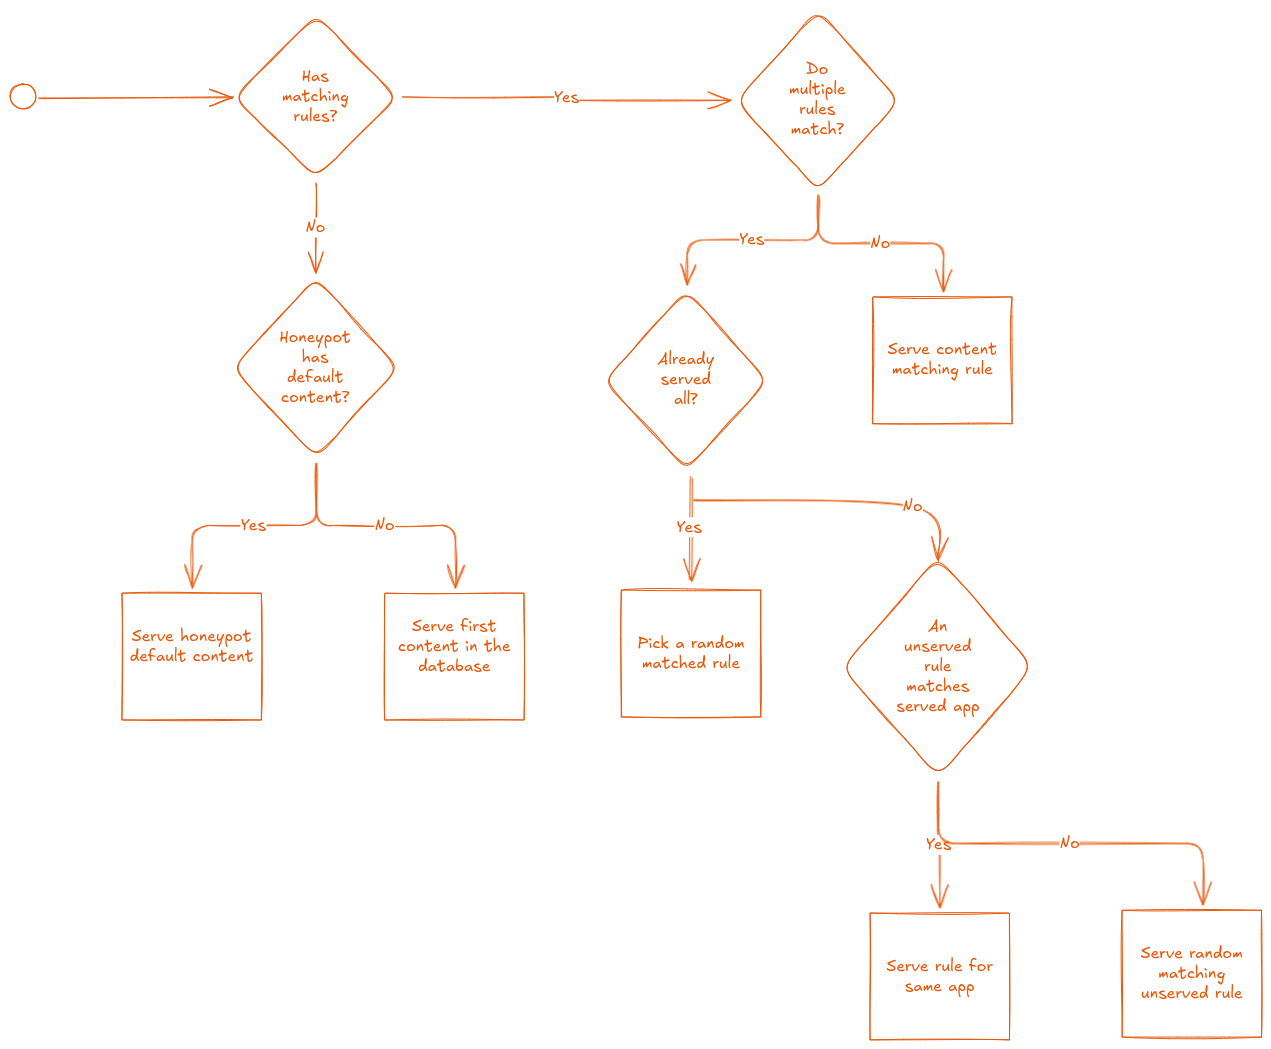 Has
matching
rules?
Yes
Do
multiple
rules
match?
No
Yes
No
Honeypot
has
default
content?
Already
served
all?
Serve content
matching rule
Yes
No
Yes
No
Serve honeypot
default content
Serve first
content in the
database
Pick a random
matched rule
An
unserved
rule
matches
served app
Yes
No
Serve rule for
same app
Serve random
matching
unserved rule